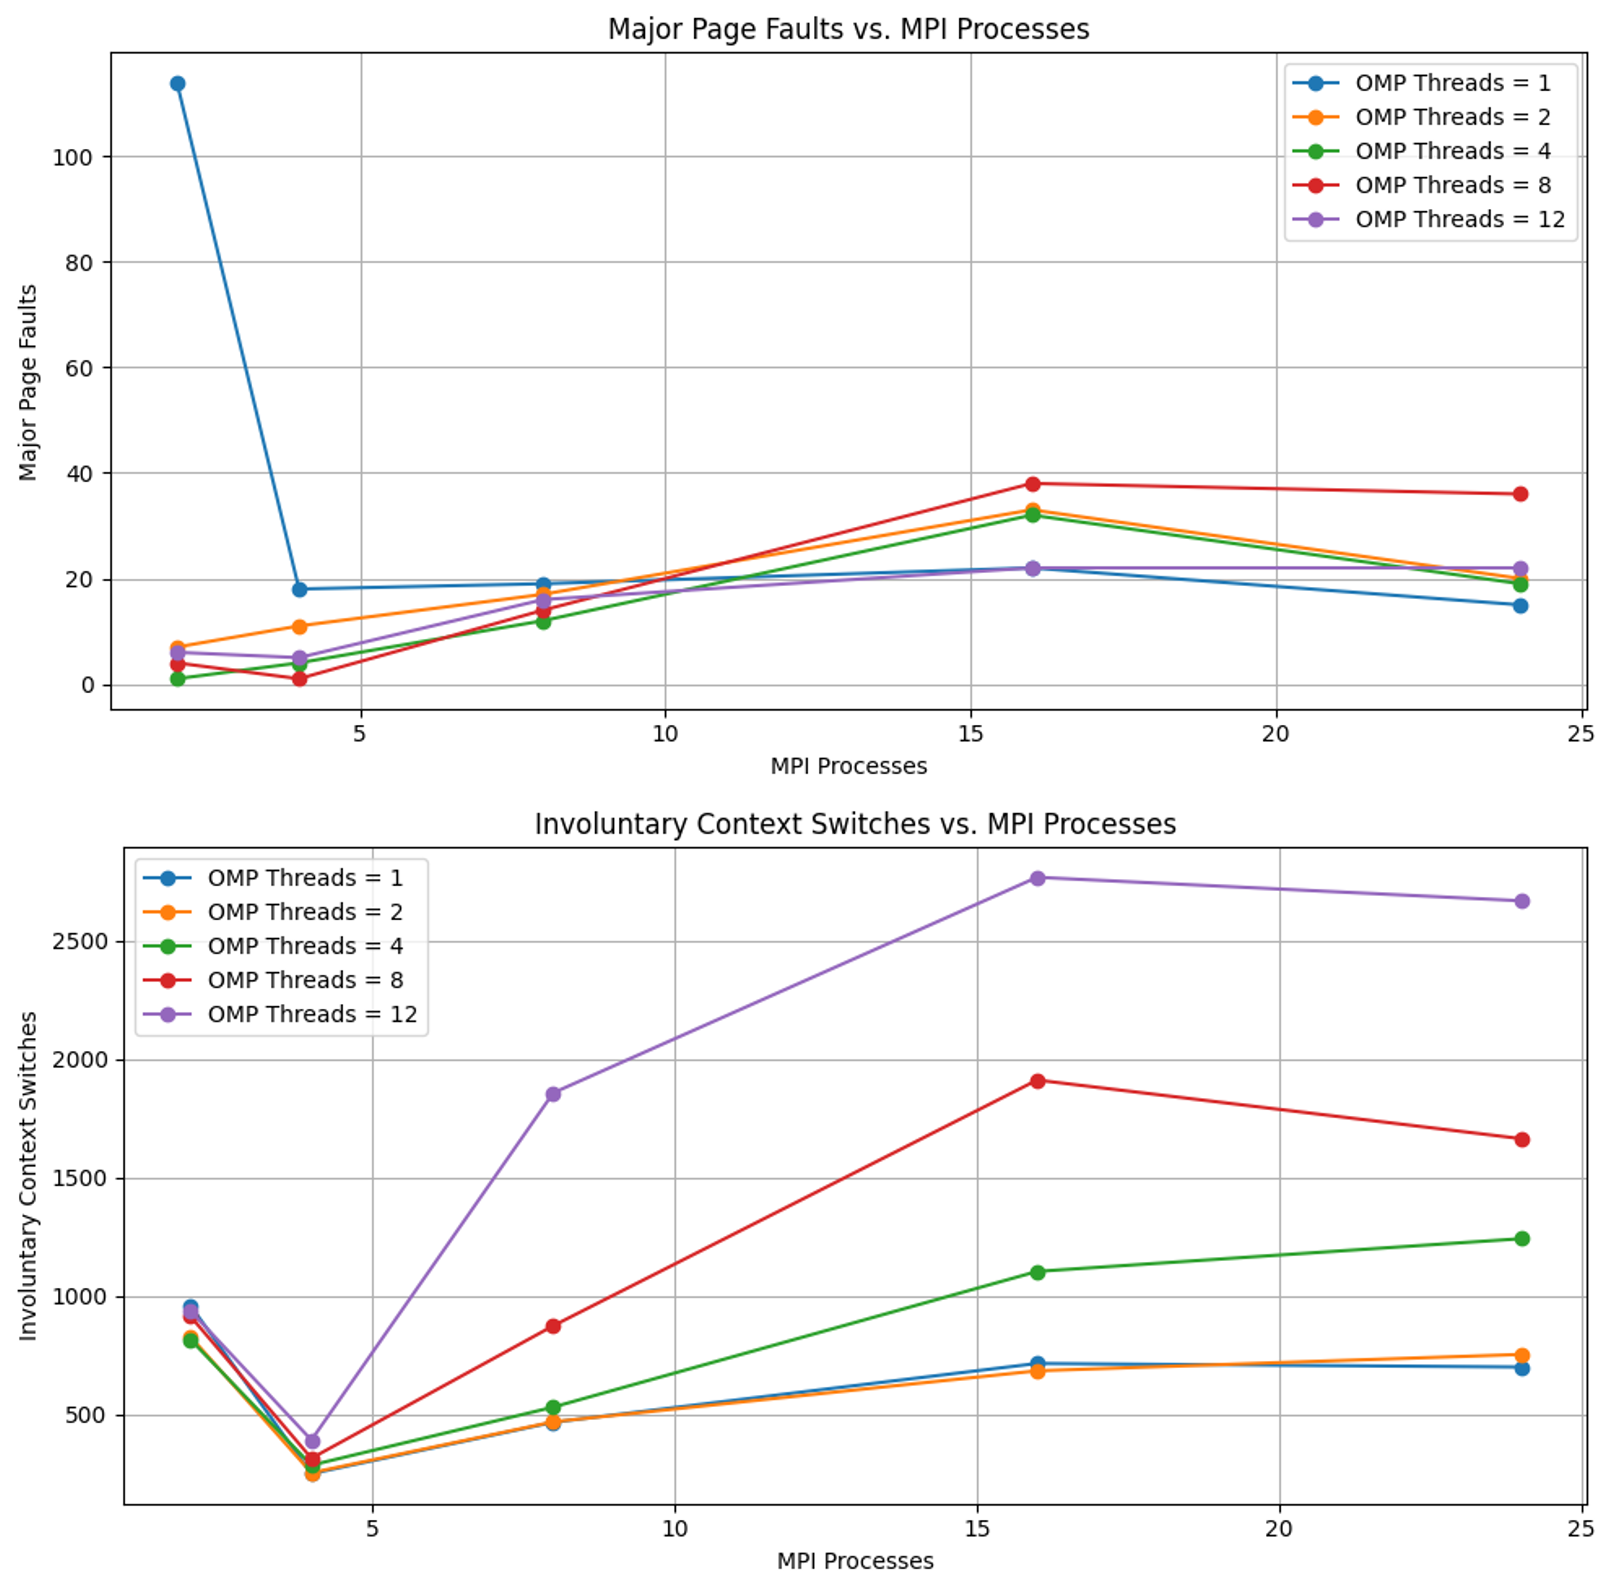 Major Page Faults vs. MPI Processes
OMP Threads = 1
OMP Threads = 2
OMP Threads = 4
OMP Threads = 8
OMP Threads = 12
Major Page Faults
100
80
60
40
20
0
5 10 15 20 25
MPI Processes
Involuntary Context Switches vs. MPI Processes
OMP Threads = 1
OMP Threads = 2
OMP Threads = 4
OMP Threads = 8
OMP Threads = 12
Involuntary Context Switches
2500
2000
1500
1000
500
5 10 15 20 25
MPI Processes